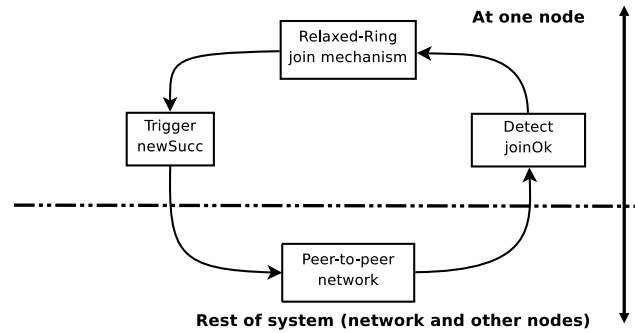 At one node
Relaxed-Ring
join mechanism
Trigger
newSucc
Detect
joinOk
Peer-to-peer
network
Rest of system (network and other nodes)